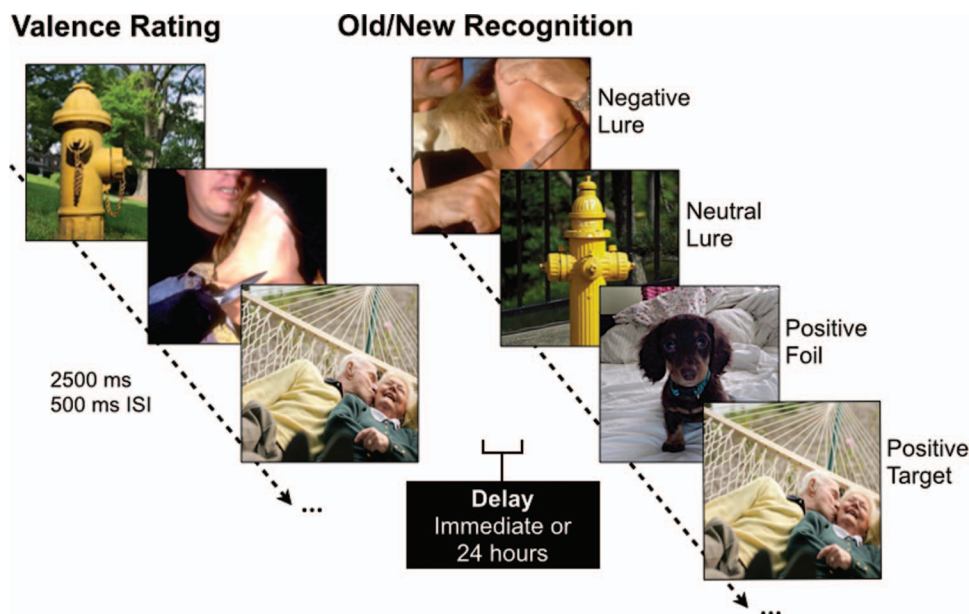 Valence Rating
Old/New Recognition
Negative
Lure
Neutral
Lure
Positive
Foil
Positive
Target
2500 ms
500 ms ISI
...
Delay
Immediate or
24 hours
...